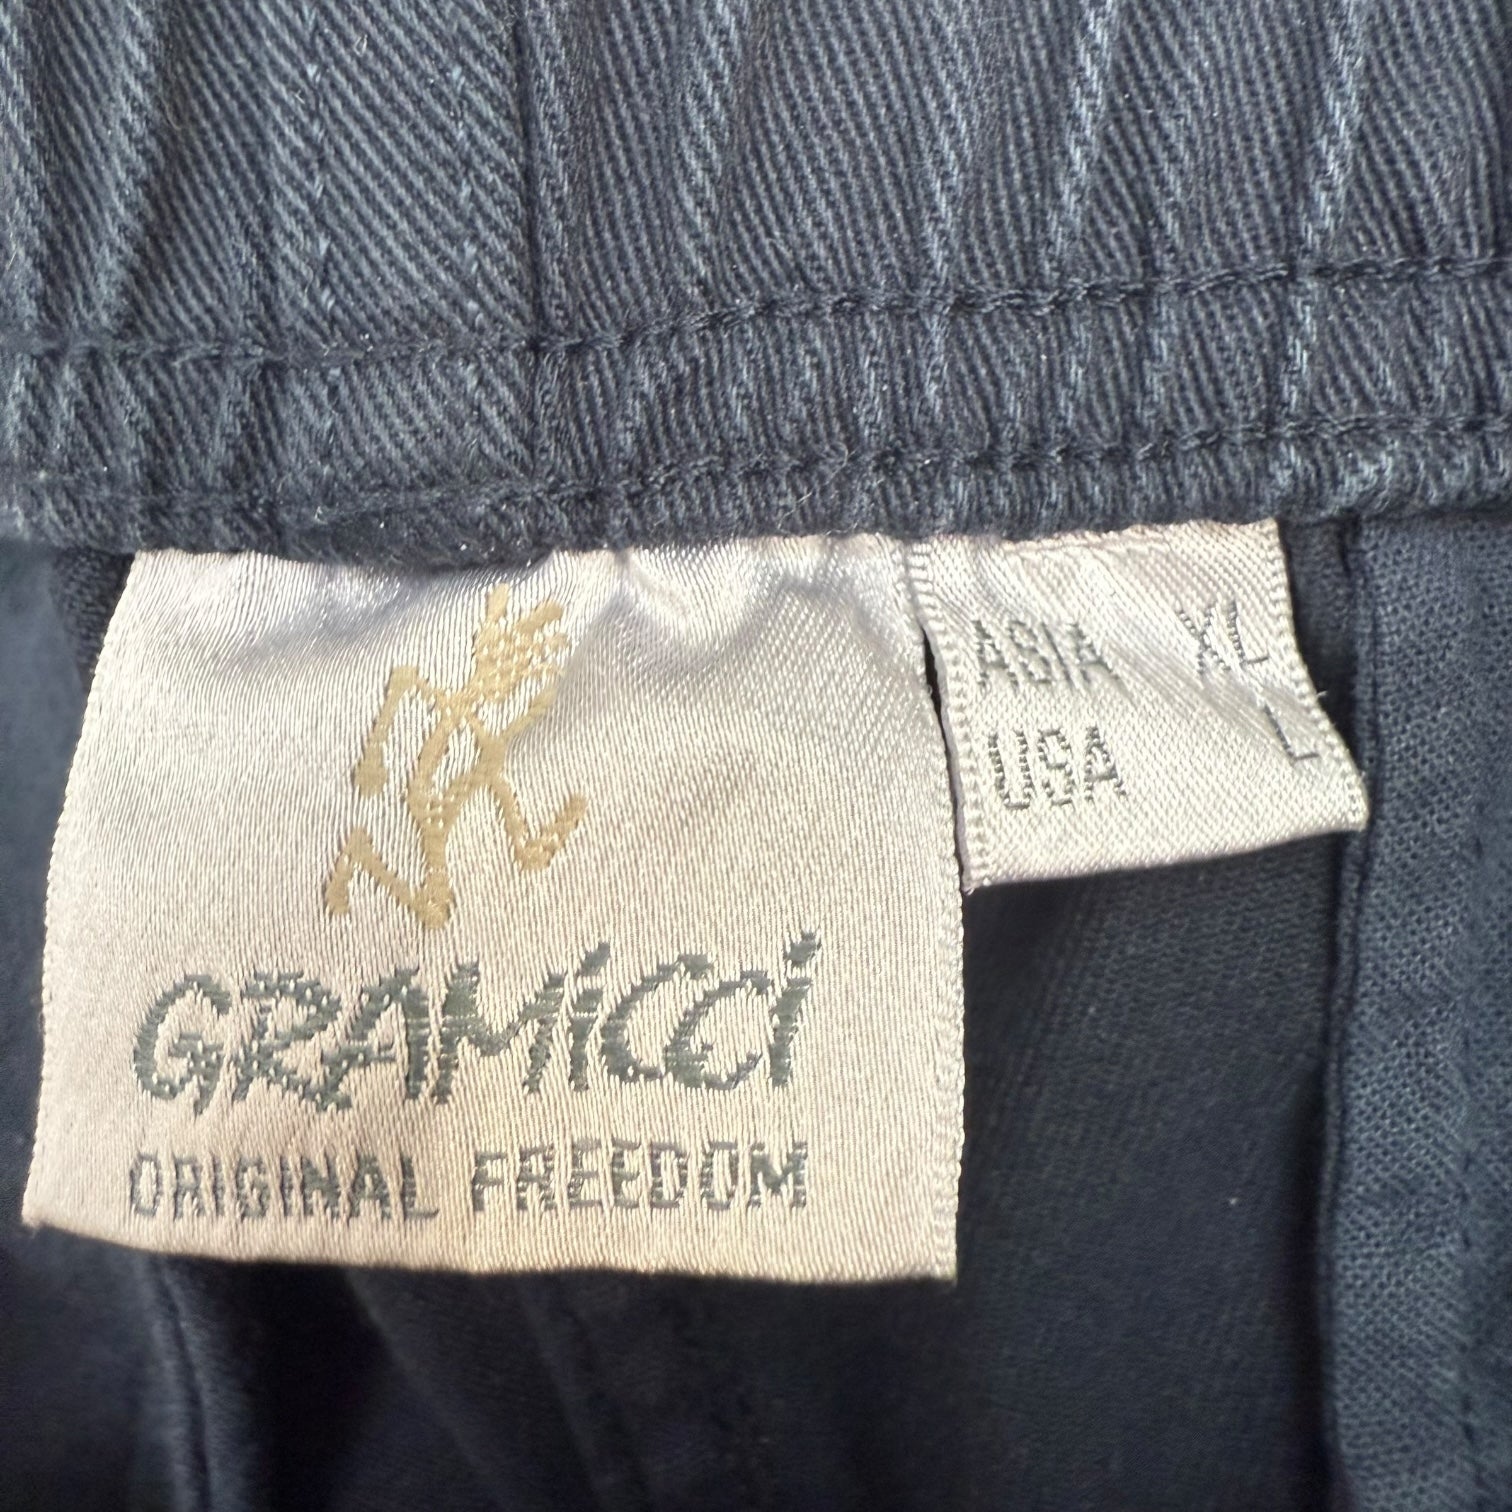 GRAMiCCi
ORIGINAL FREEDOM
ASIA XL
USA L